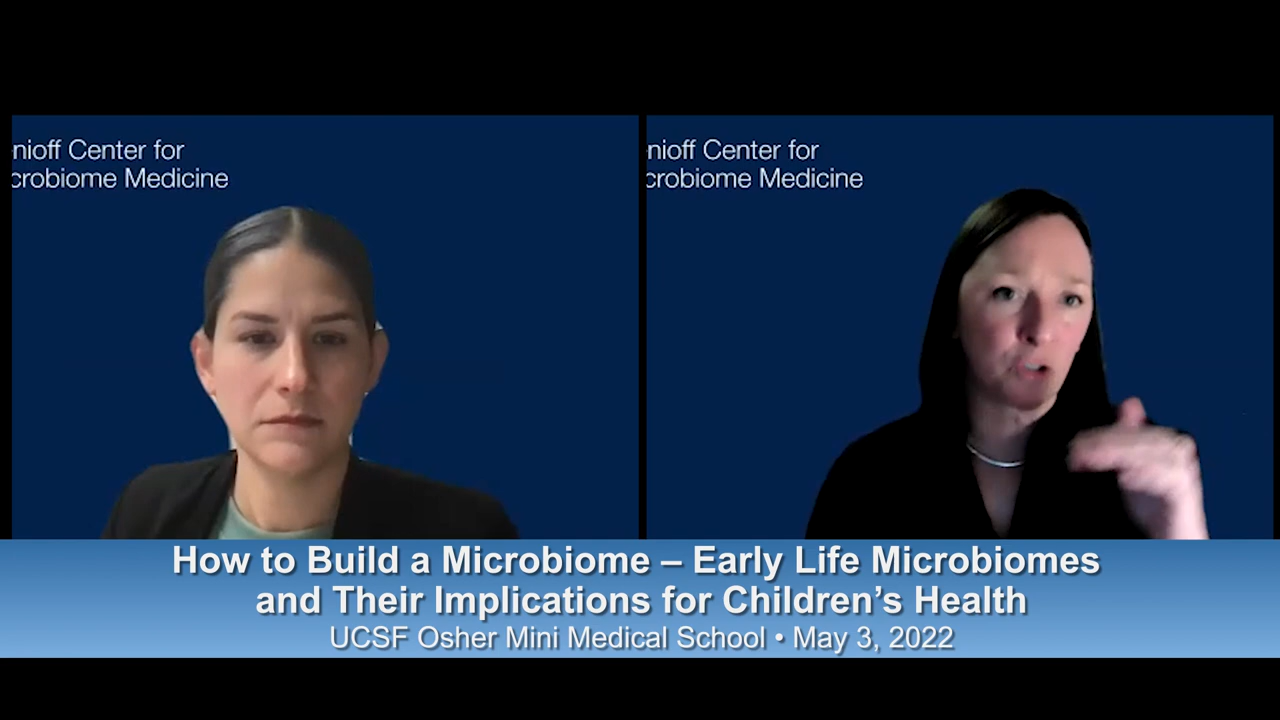 nioff Center for
crobiome Medicine
nioff Center for
crobiome Medicine
How to Build a Microbiome – Early Life Microbiomes
and Their Implications for Children’s Health
UCSF Osher Mini Medical School • May 3, 2022